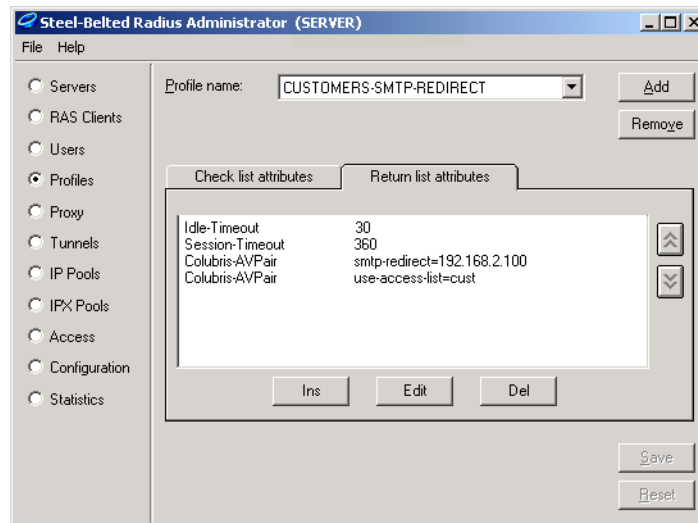 Steel-Belted Radius Administrator (SERVER)
File Help
Servers
RAS Clients
Users
Profiles
Proxy
Tunnels
IP Pools
IPX Pools
Access
Configuration
Statistics
Profile name: CUSTOMERS-SMTP-REDIRECT
Add
Remove
Check list attributes Return list attributes
Idle-Timeout 30
Session-Timeout 360
Colubris-AVPair smtp-redirect=192.168.2.100
Colubris-AVPair use-access-list=cust
Ins Edit Del
Save
Reset